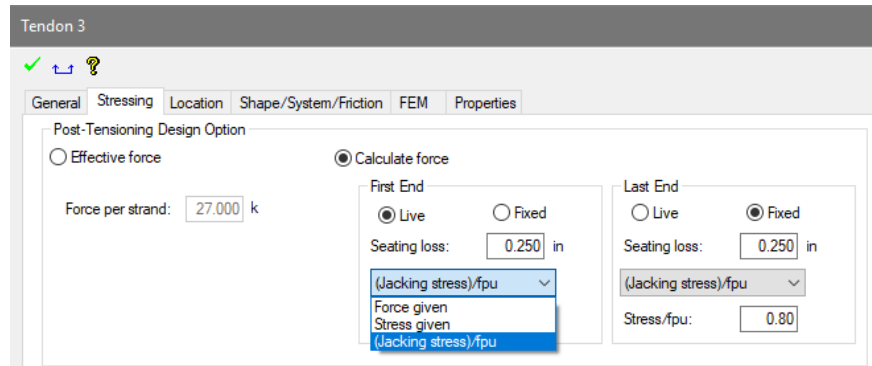 Tendon 3
?
General Stressing Location Shape/System/Friction FEM Properties
Post-Tensioning Design Option
Effective force Calculate force
First End Last End
Force per strand: 27.000 k Live Fixed Live Fixed
Seating loss: 0.250 in Seating loss: 0.250 in
(Jacking stress)/fpu (Jacking stress)/fpu
Force given
Stress given Stress/fpu: 0.80
(Jacking stress)/fpu